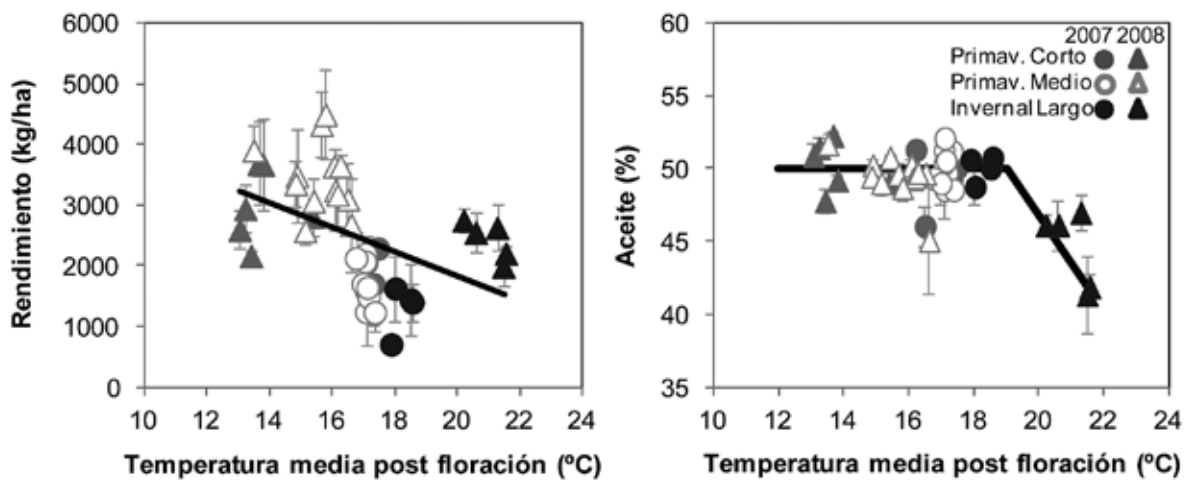 Rendimiento (kg/ha)
6000
5000
4000
3000
2000
1000
0
10 12 14 16 18 20 22 24
Temperatura media post floración (ºC)
Aceite (%)
60
55
50
45
40
35
2007 2008
Primav. Corto
Primav. Medio
Invernal Largo
10 12 14 16 18 20 22 24
Temperatura media post floración (ºC)